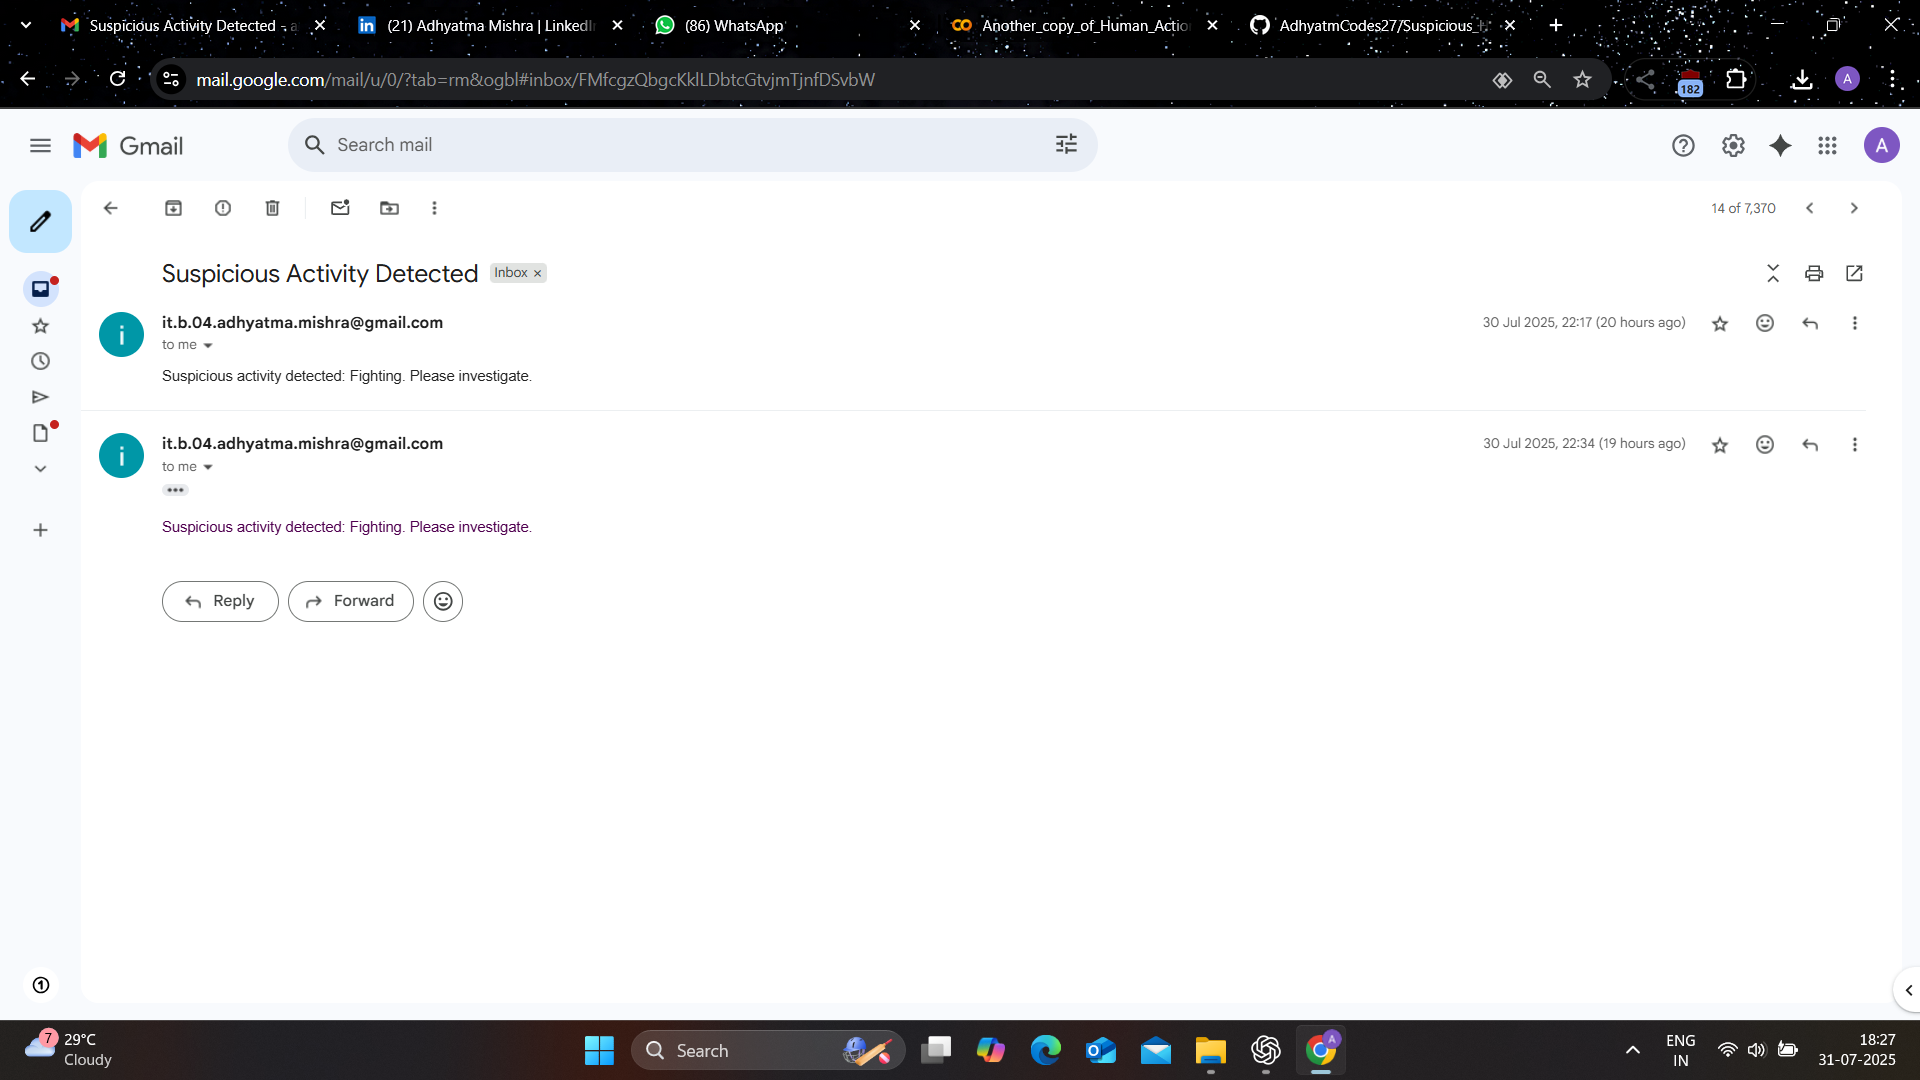 Suspicious Activity Detected - a
(21) Adhyatma Mishra | LinkedIn
(86) WhatsApp
Another_copy_of_Human_Actio
AdhyatmCodes27/Suspicious_H
mail.google.com/mail/u/0/?tab=rm&ogbl#inbox/FMfcgzQbgcKklLDbtcGtvjmTjnfDSvbW
182
A
Gmail
Search mail
A
14 of 7,370
Suspicious Activity Detected
Inbox ×
i
it.b.04.adhyatma.mishra@gmail.com
30 Jul 2025, 22:17 (20 hours ago)
to me
Suspicious activity detected: Fighting. Please investigate.
i
it.b.04.adhyatma.mishra@gmail.com
30 Jul 2025, 22:34 (19 hours ago)
to me
Suspicious activity detected: Fighting. Please investigate.
Reply
Forward
7
29°C
Cloudy
Search
A
ENG
IN
18:27
31-07-2025